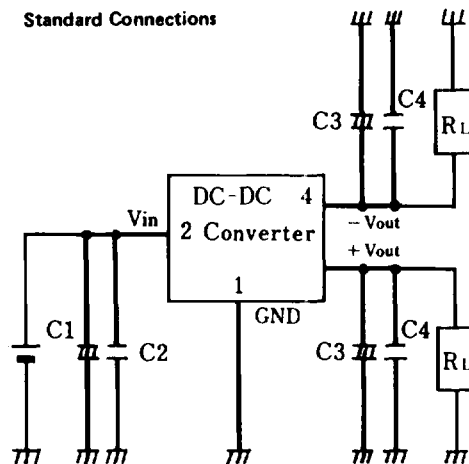 Standard Connections
C3
C4
RL
DC-DC 4
Vin
2 Converter
− Vout
+ Vout
1
GND
C1
C2
C3
C4
RL